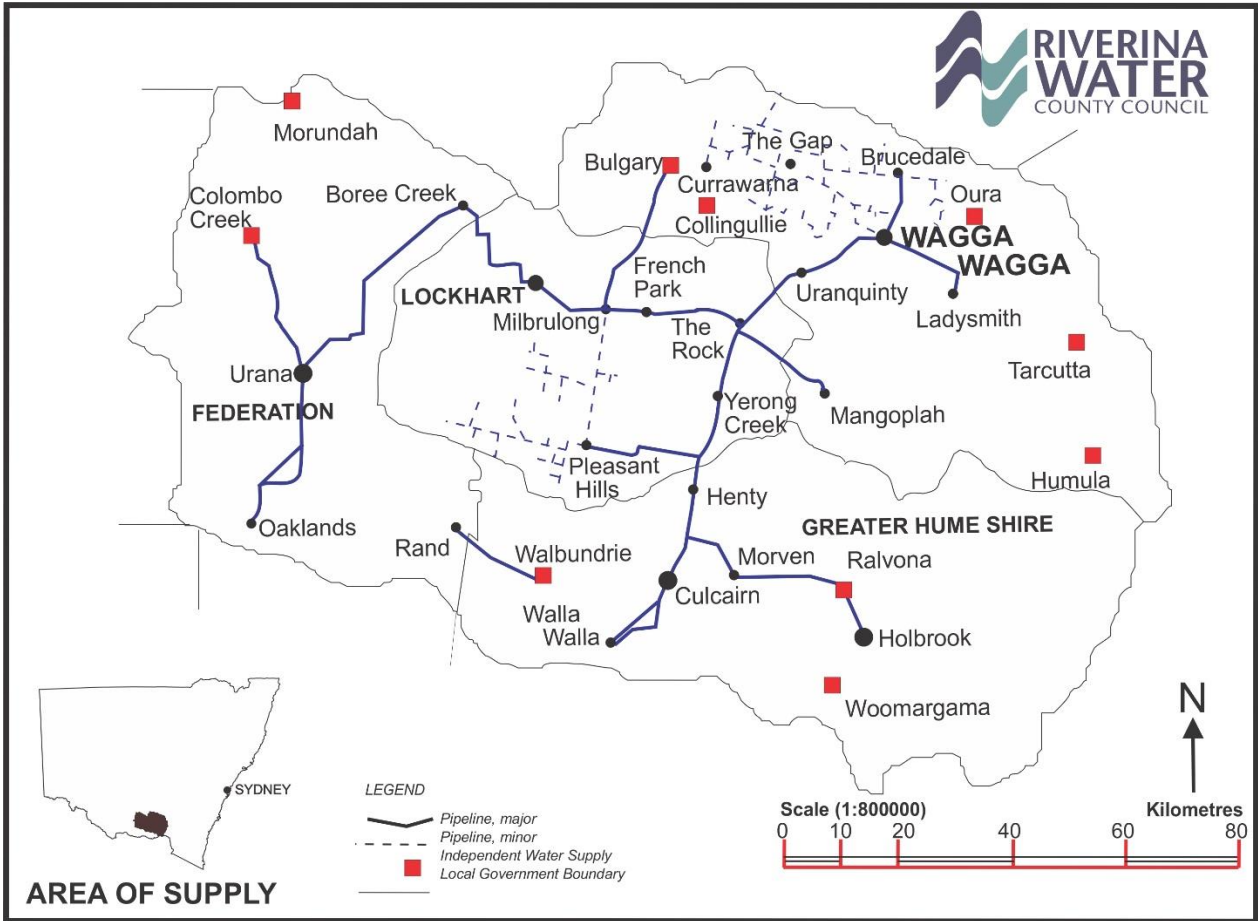 RIVERINA
WATER
COUNTY COUNCIL
Morundah
Bulgary
The Gap
Brucedale
Currawarna
Colombo
Creek
Boree Creek
Oura
Collingullie
WAGGA
WAGGA
French
Park
LOCKHART
Uranquinty
Milbrulong
The
Rock
Ladysmith
Urana
Tarcutta
FEDERATION
Yerong
Creek
Mangoplah
Pleasant
Hills
Humula
Henty
Oaklands
GREATER HUME SHIRE
Rand
Walbundrie
Morven
Ralvona
Culcairn
Walla
Walla
Holbrook
Woomargama
N
SYDNEY
LEGEND
Pipeline, major
Pipeline, minor
Independent Water Supply
Local Government Boundary
Scale (1:800000)
Kilometres
0 10 20 40 60 80
AREA OF SUPPLY